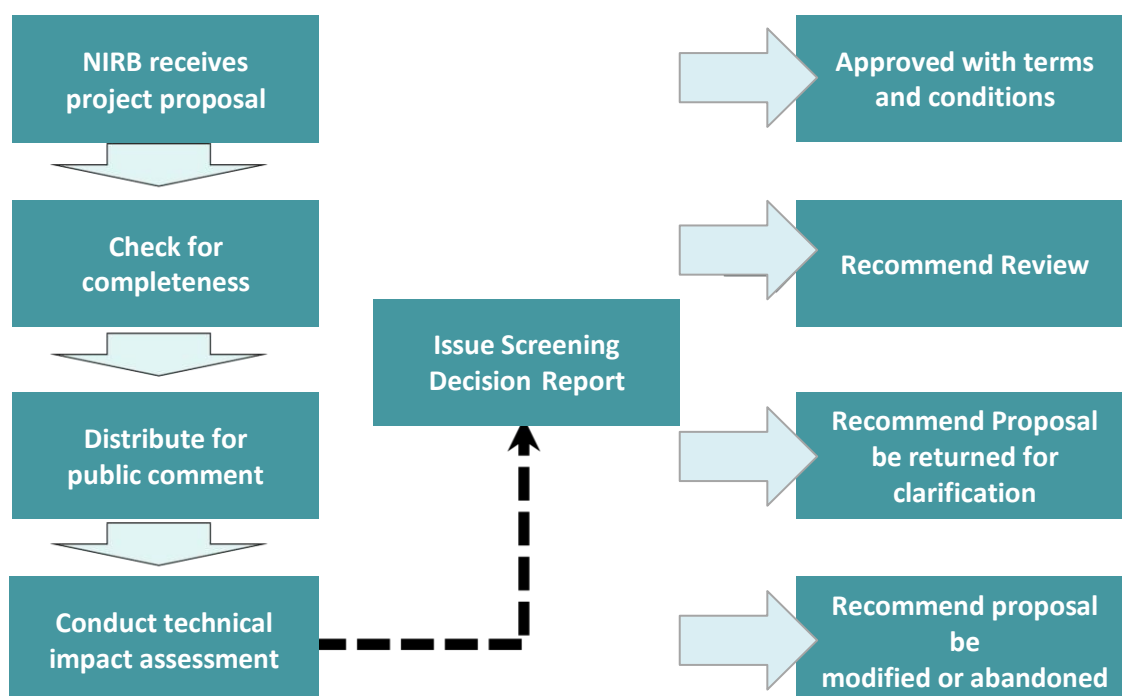 NIRB receives
project proposal
Check for
completeness
Distribute for
public comment
Conduct technical
impact assessment
Issue Screening
Decision Report
Approved with terms
and conditions
Recommend Review
Recommend Proposal
be returned for
clarification
Recommend proposal
be
modified or abandoned